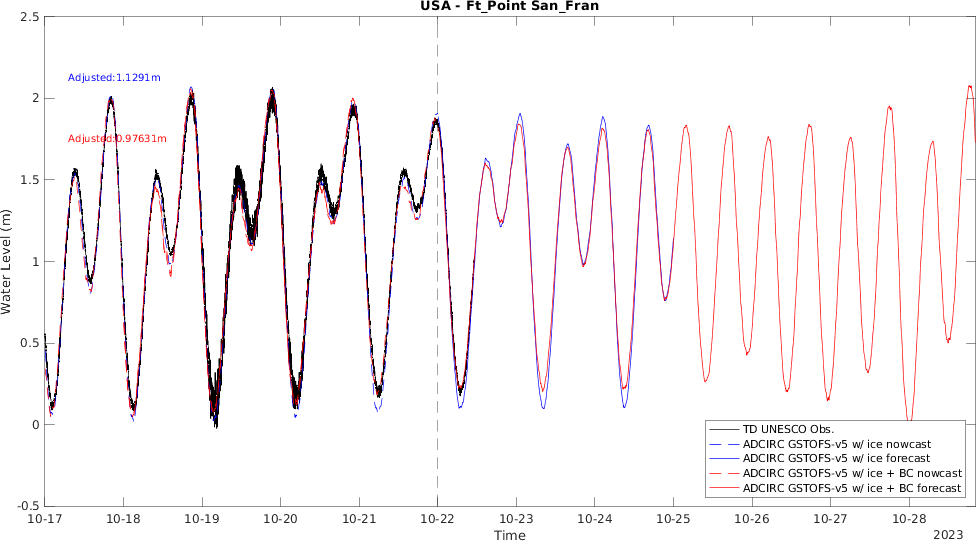 USA - Ft_Point San_Fran
2.5
2
1.5
1
0.5
0
-0.5
Water Level (m)
Adjusted:1.1291m
Adjusted:0.97631m
TD UNESCO Obs.
ADCIRC GSTOFS-v5 w/ ice nowcast
ADCIRC GSTOFS-v5 w/ ice forecast
ADCIRC GSTOFS-v5 w/ ice + BC nowcast
ADCIRC GSTOFS-v5 w/ ice + BC forecast
10-17 10-18 10-19 10-20 10-21 10-22 10-23 10-24 10-25 10-26 10-27 10-28
Time
2023